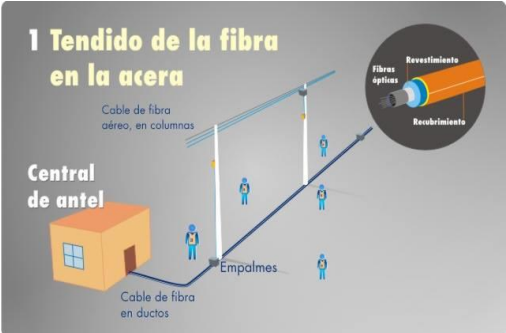 1 Tendido de la fibra
en la acera
Cable de fibra
aéreo, en columnas
Revestimiento
Fibras
ópticas
Recubrimiento
Central
de antel
Empalmes
Cable de fibra
en ductos